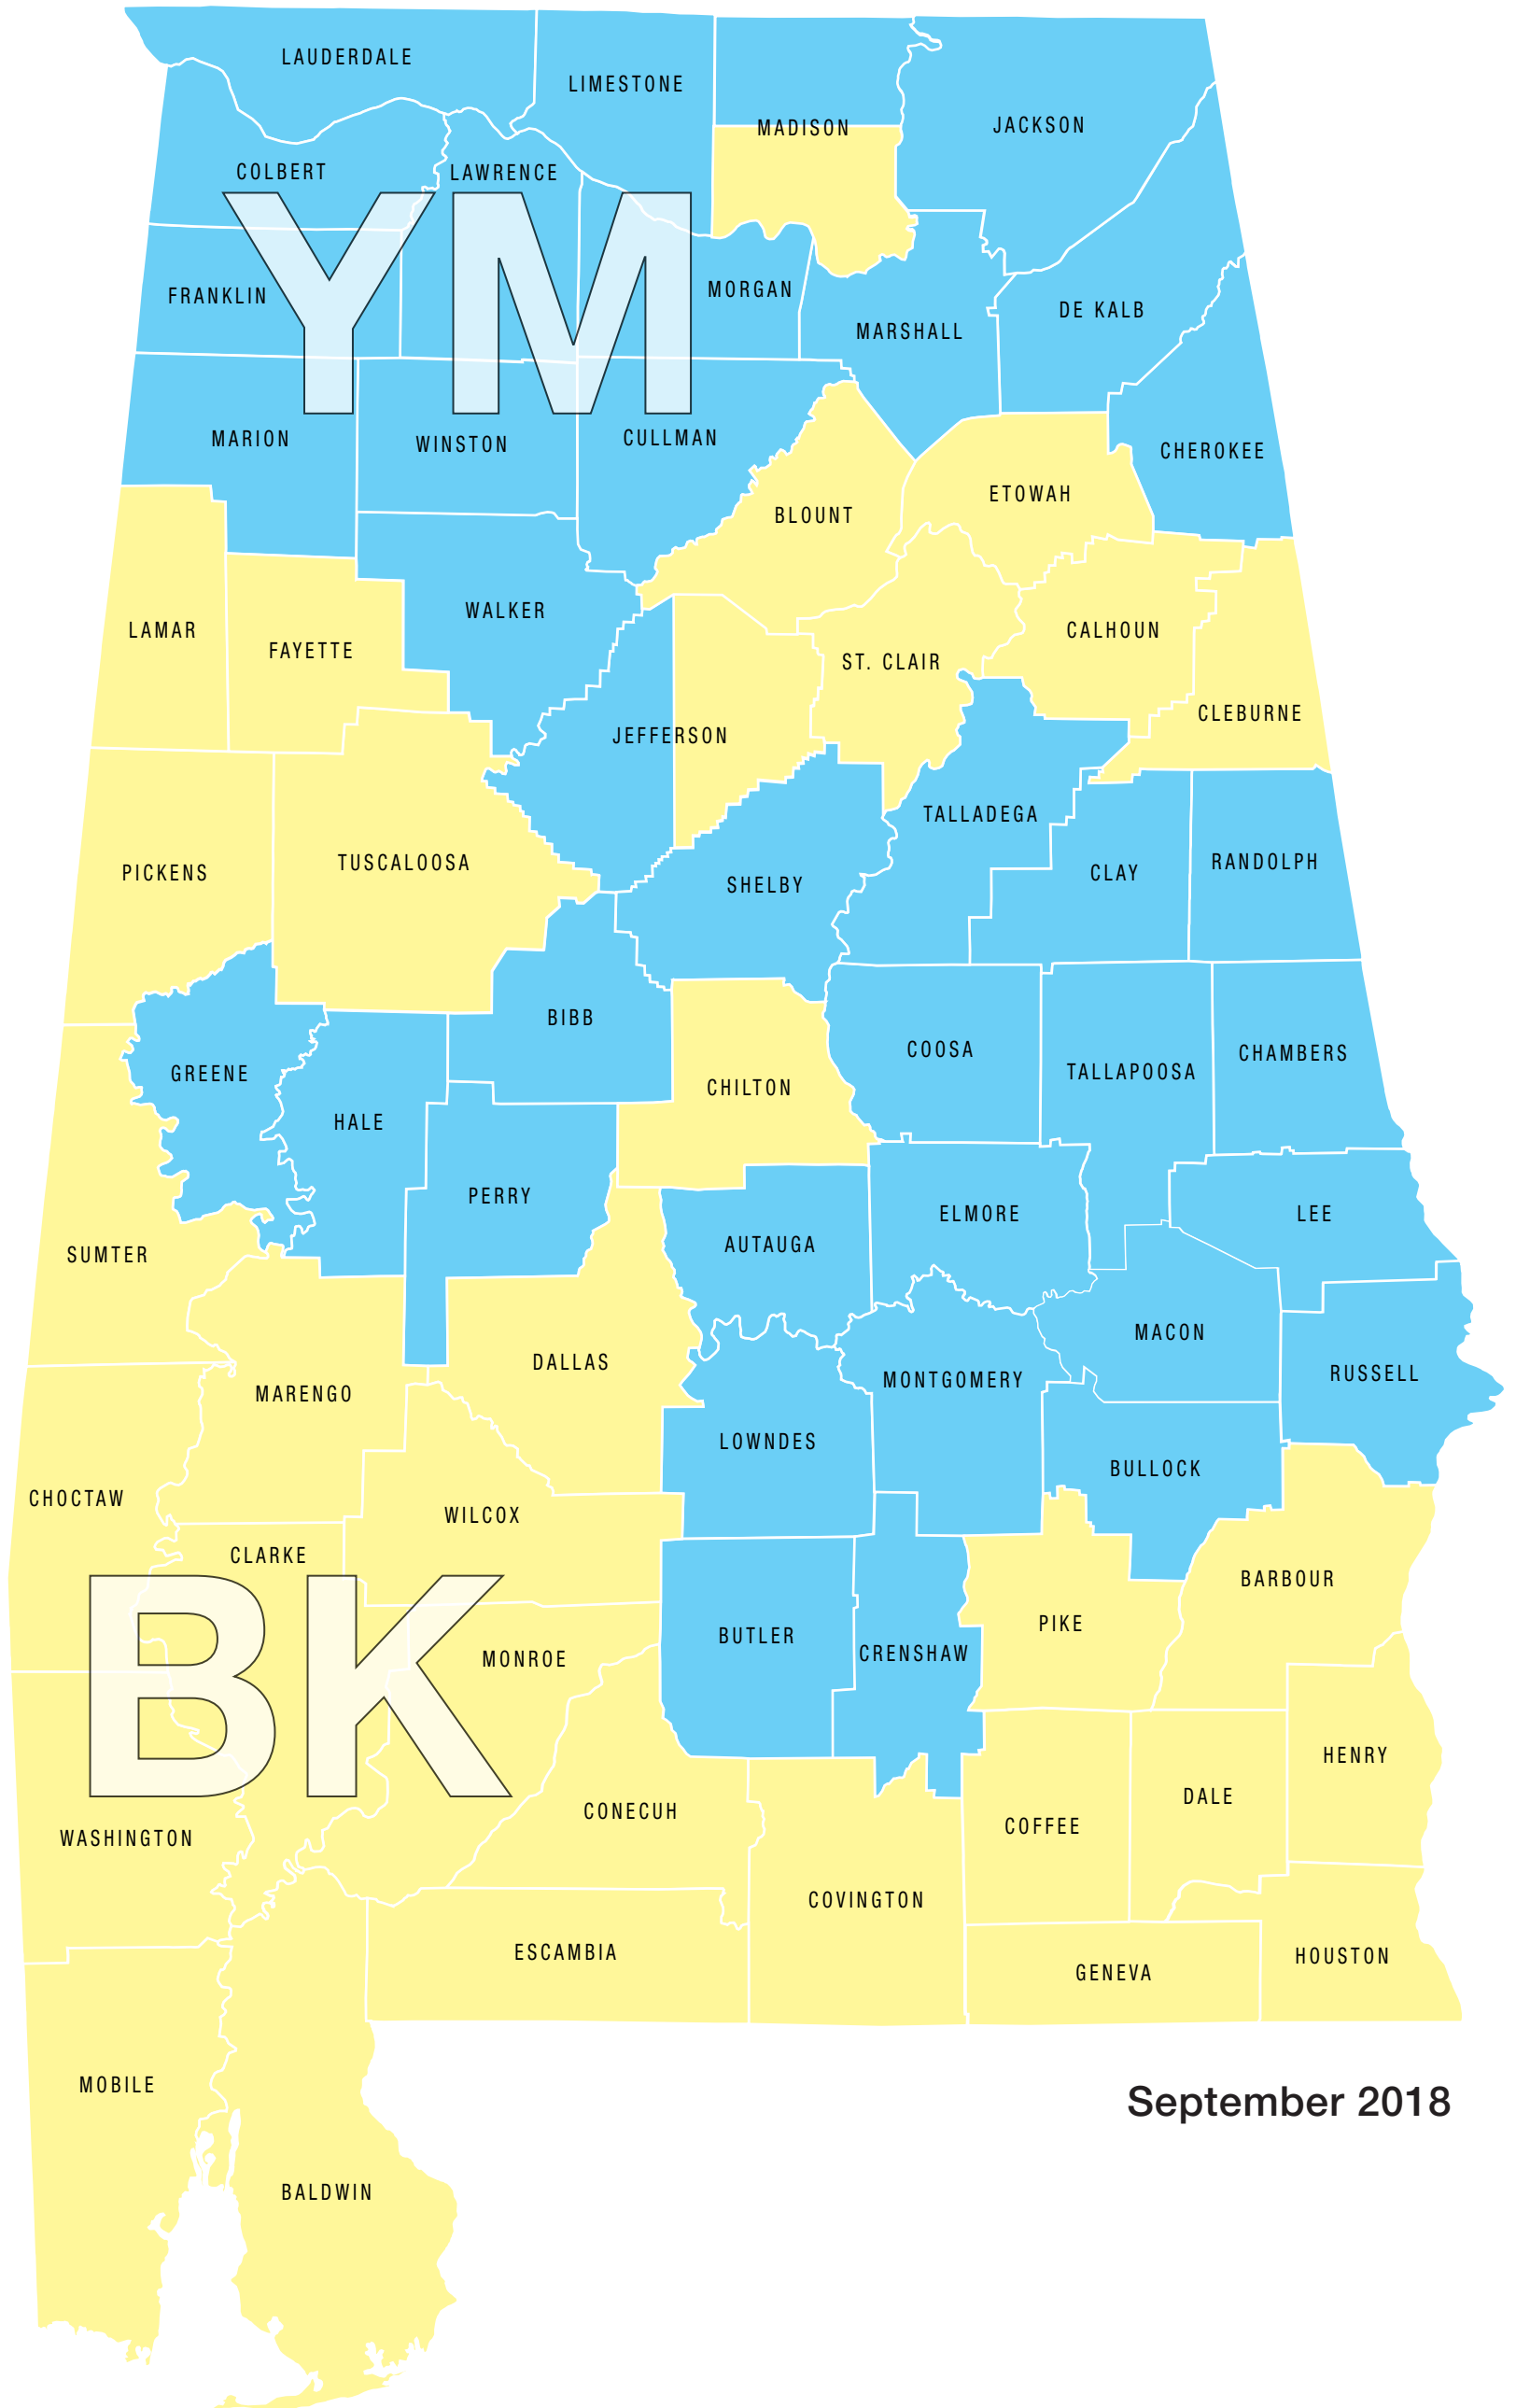 LAUDERDALE
LIMESTONE
MADISON
JACKSON
COLBERT
LAWRENCE
YM
FRANKLIN
MORGAN
MARSHALL
DE KALB
MARION
WINSTON
CULLMAN
CHEROKEE
ETOWAH
BLOUNT
WALKER
LAMAR
FAYETTE
CALHOUN
ST. CLAIR
CLEBURNE
JEFFERSON
TALLADEGA
PICKENS
TUSCALOOSA
CLAY
RANDOLPH
SHELBY
BIBB
COOSA
CHAMBERS
TALLAPOOSA
GREENE
CHILTON
HALE
PERRY
ELMORE
LEE
AUTAUGA
SUMTER
MACON
DALLAS
RUSSELL
MONTGOMERY
MARENGO
LOWNDES
BULLOCK
CHOCTAW
WILCOX
CLARKE
BARBOUR
BK
PIKE
BUTLER
CRENSHAW
MONROE
HENRY
DALE
CONECUH
COFFEE
WASHINGTON
COVINGTON
ESCAMBIA
HOUSTON
GENEVA
MOBILE
September 2018
BALDWIN